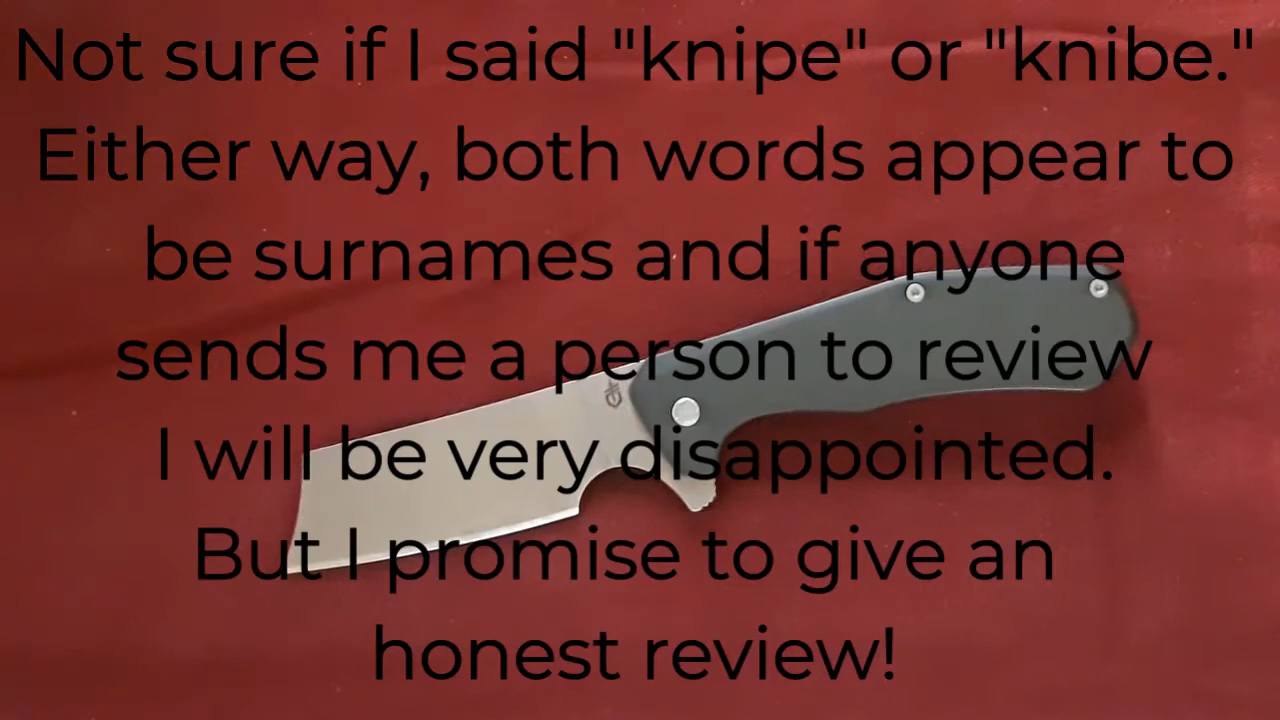 Not sure if I said "knipe" or "knibe."
Either way, both words appear to
be surnames and if anyone
sends me a person to review
I will be very disappointed.
But I promise to give an
honest review!